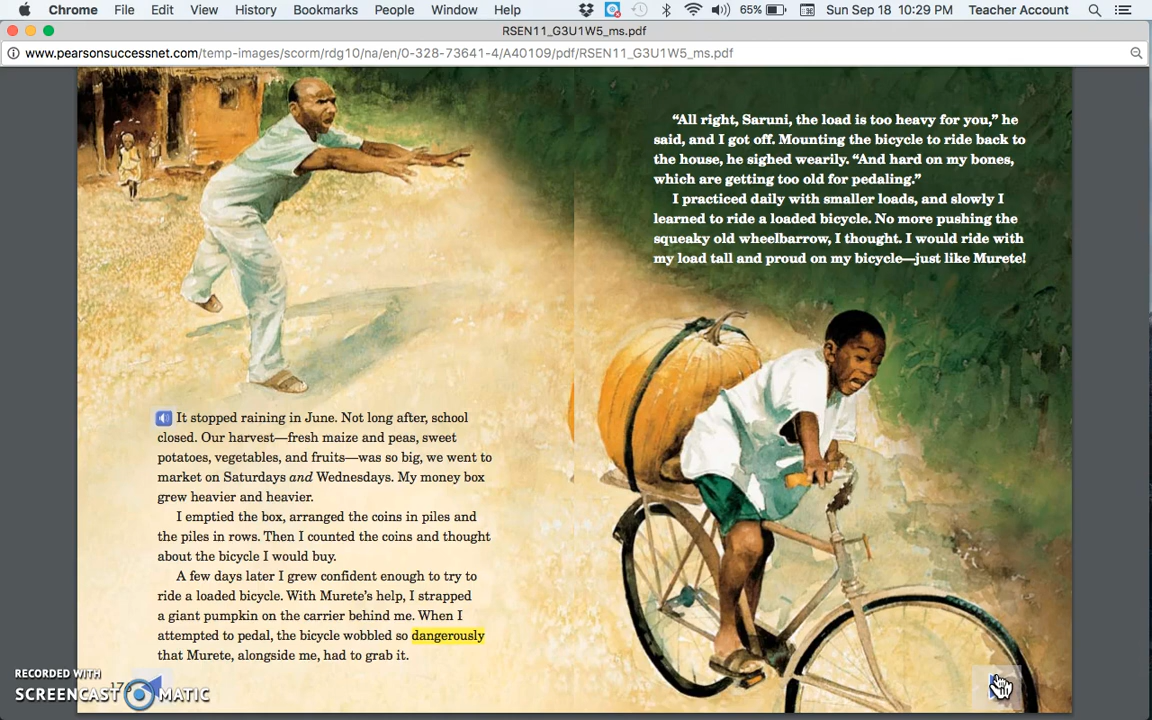 Chrome File Edit View History Bookmarks People Window Help 65% Sun Sep 18 10:29 PM Teacher Account
RSEN11_G3U1W5_ms.pdf
www.pearsonsuccessnet.com/temp-images/scorm/rdg10/na/en/0-328-73641-4/A40109/pdf/RSEN11_G3U1W5_ms.pdf
It stopped raining in June. Not long after, school
closed. Our harvest—fresh maize and peas, sweet
potatoes, vegetables, and fruits—was so big, we went to
market on Saturdays and Wednesdays. My money box
grew heavier and heavier.
I emptied the box, arranged the coins in piles and
the piles in rows. Then I counted the coins and thought
about the bicycle I would buy.
A few days later I grew confident enough to try to
ride a loaded bicycle. With Murete's help, I strapped
a giant pumpkin on the carrier behind me. When I
attempted to pedal, the bicycle wobbled so dangerously
that Murete, alongside me, had to grab it.
“All right, Saruni, the load is too heavy for you,” he
said, and I got off. Mounting the bicycle to ride back to
the house, he sighed wearily. “And hard on my bones,
which are getting too old for pedaling.”
I practiced daily with smaller loads, and slowly I
learned to ride a loaded bicycle. No more pushing the
squeaky old wheelbarrow, I thought. I would ride with
my load tall and proud on my bicycle—just like Murete!
RECORDED WITH
SCREENCAST MATIC